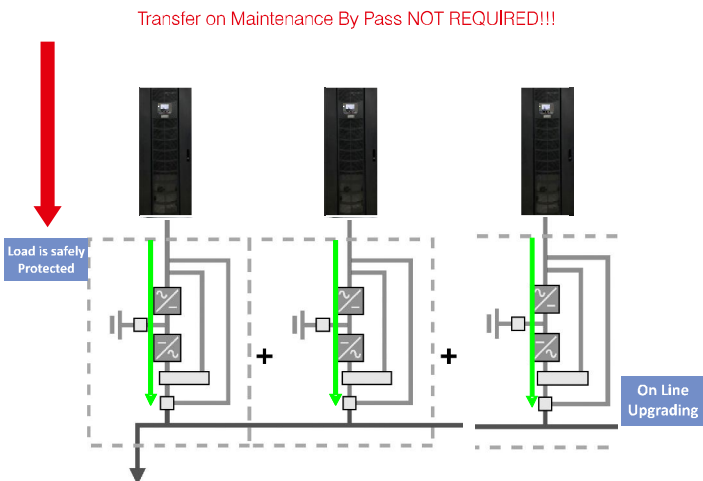 Transfer on Maintenance By Pass NOT REQUIRED!!!
Load is safely
Protected
+
+
On Line
Upgrading